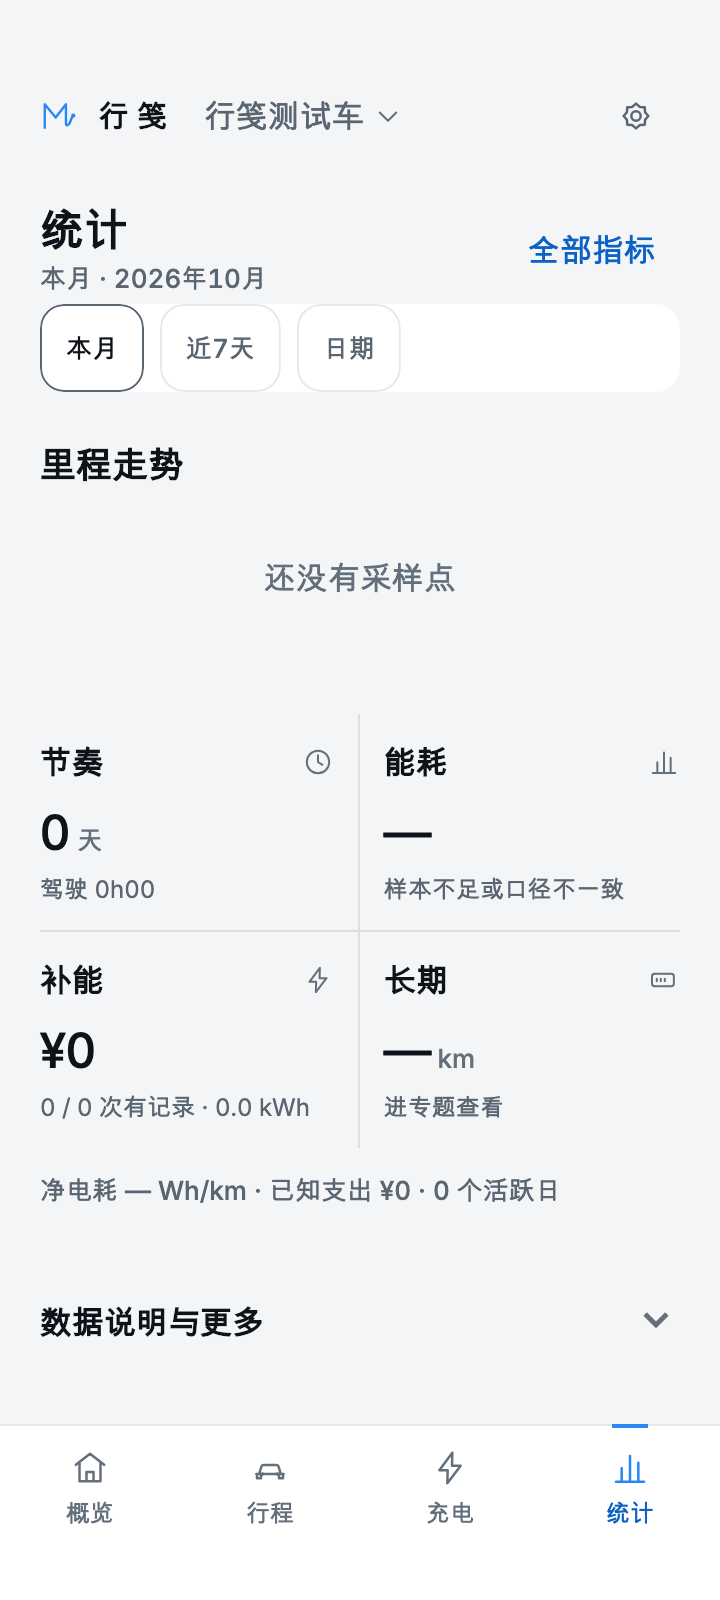 行 笺 行笺测试车
统计
全部指标
本月 · 2026年10月
本月 近7天 日期
里程走势
还没有采样点
节奏
0 天
驾驶 0h00
能耗
—
样本不足或口径不一致
补能
¥0
0 / 0 次有记录 · 0.0 kWh
长期
— km
进专题查看
净电耗 — Wh/km · 已知支出 ¥0 · 0 个活跃日
数据说明与更多
概览 行程 充电 统计